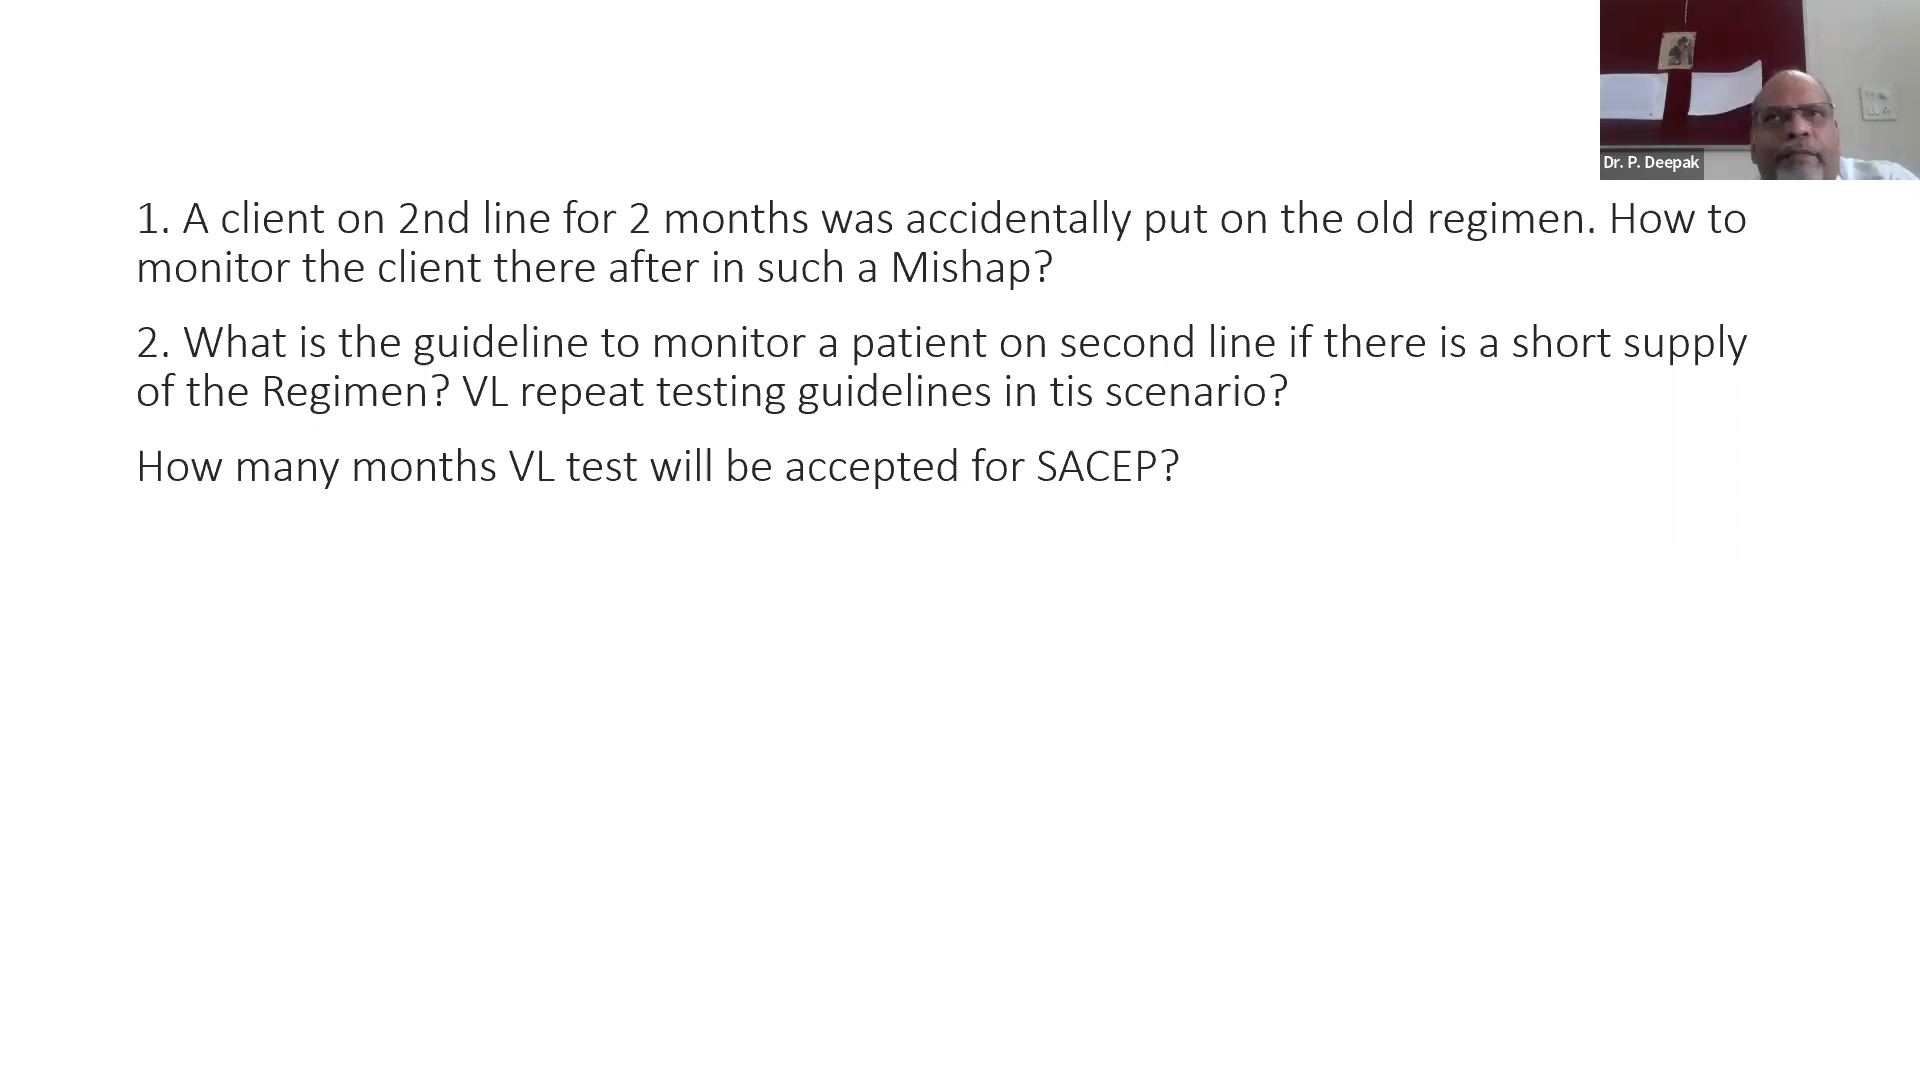 Dr. P. Deepak
1. A client on 2nd line for 2 months was accidentally put on the old regimen. How to
monitor the client there after in such a Mishap?
2. What is the guideline to monitor a patient on second line if there is a short supply
of the Regimen? VL repeat testing guidelines in tis scenario?
How many months VL test will be accepted for SACEP?